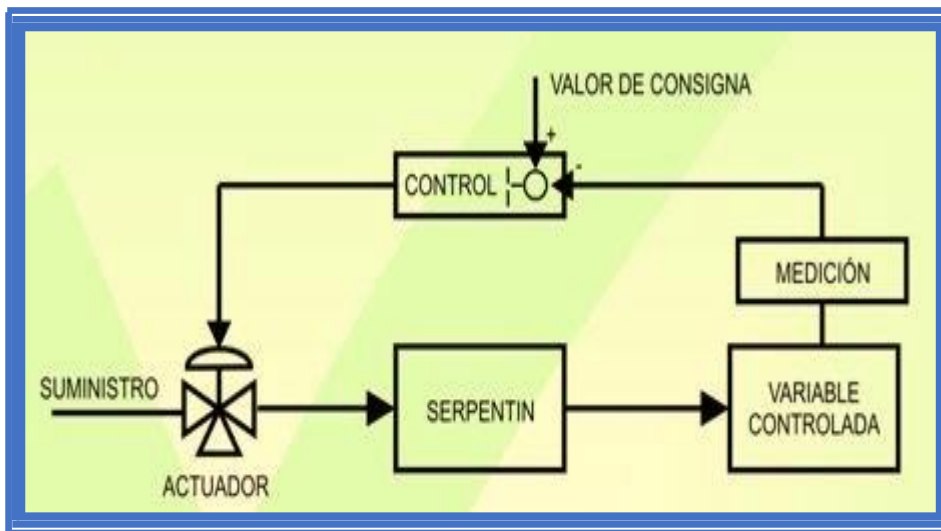 VALOR DE CONSIGNA
+
CONTROL
-
MEDICIÓN
SUMINISTRO
SERPENTIN
VARIABLE
CONTROLADA
ACTUADOR